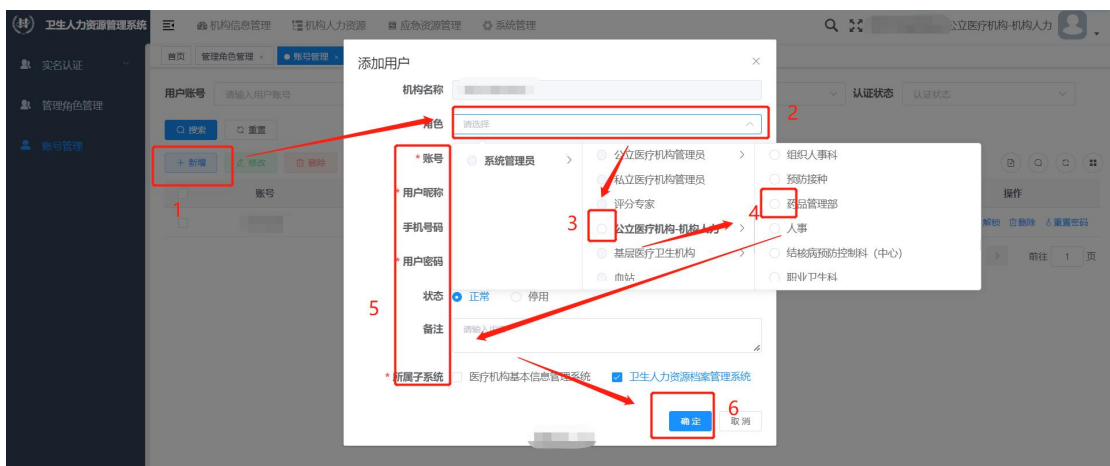 卫生人力资源管理系统 机构信息管理 机构人力资源 应急资源管理 系统管理 公立医疗机构-机构人力
首页 管理角色管理 × 账号管理 ×
实名认证
管理角色管理
账号管理
用户账号 请输入用户账号 认证状态 认证状态
搜索 重置
+ 新增 修改 删除
1
账号 操作
解锁 删除 重置密码
前往 1 页
添加用户 ×
机构名称
角色 请选择 2
* 账号
* 用户昵称
手机号码
* 用户密码
状态 正常 停用
备注
5
* 所属子系统 医疗机构基本信息管理系统 卫生人力资源档案管理系统
系统管理员 >
公立医疗机构管理员 >
私立医疗机构管理员
评分专家
3 公立医疗机构-机构人力 >
基层医疗卫生机构 >
血站
组织人事科
预防接种
4 药品管理部
人事
结核病预防控制科（中心）
职业卫生科
确 定 取 消
6